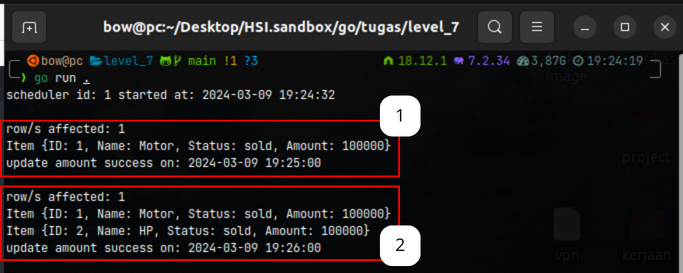 bow@pc:~/Desktop/HSI.sandbox/go/tugas/level_7
bow@pc level_7 main !1 ?3 18.12.1 7.2.34 3,87G 19:24:19
go run .
scheduler id: 1 started at: 2024-03-09 19:24:32
1
row/s affected: 1
Item {ID: 1, Name: Motor, Status: sold, Amount: 100000}
update amount success on: 2024-03-09 19:25:00
row/s affected: 1
Item {ID: 1, Name: Motor, Status: sold, Amount: 100000}
Item {ID: 2, Name: HP, Status: sold, Amount: 100000}
update amount success on: 2024-03-09 19:26:00
2
image
project
vpn
kerjaan